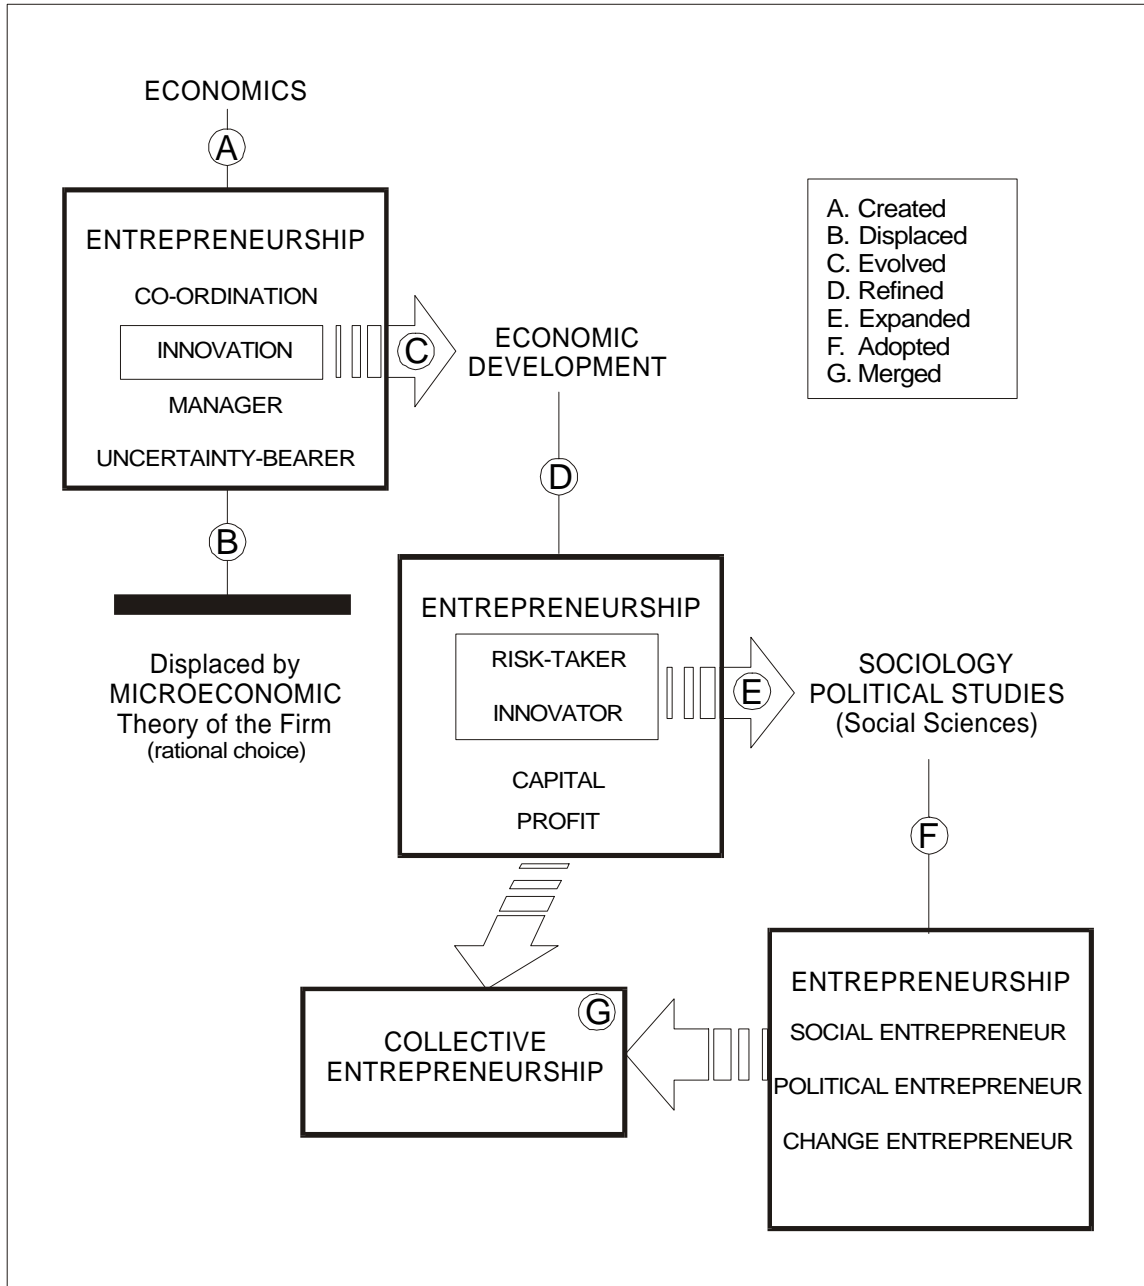 ECONOMICS
A
ENTREPRENEURSHIP
CO-ORDINATION
INNOVATION
MANAGER
UNCERTAINTY-BEARER
C
ECONOMIC
DEVELOPMENT
A. Created
B. Displaced
C. Evolved
D. Refined
E. Expanded
F. Adopted
G. Merged
B
Displaced by
MICROECONOMIC
Theory of the Firm
(rational choice)
D
ENTREPRENEURSHIP
RISK-TAKER
INNOVATOR
CAPITAL
PROFIT
E
SOCIOLOGY
POLITICAL STUDIES
(Social Sciences)
F
ENTREPRENEURSHIP
SOCIAL ENTREPRENEUR
POLITICAL ENTREPRENEUR
CHANGE ENTREPRENEUR
G
COLLECTIVE
ENTREPRENEURSHIP